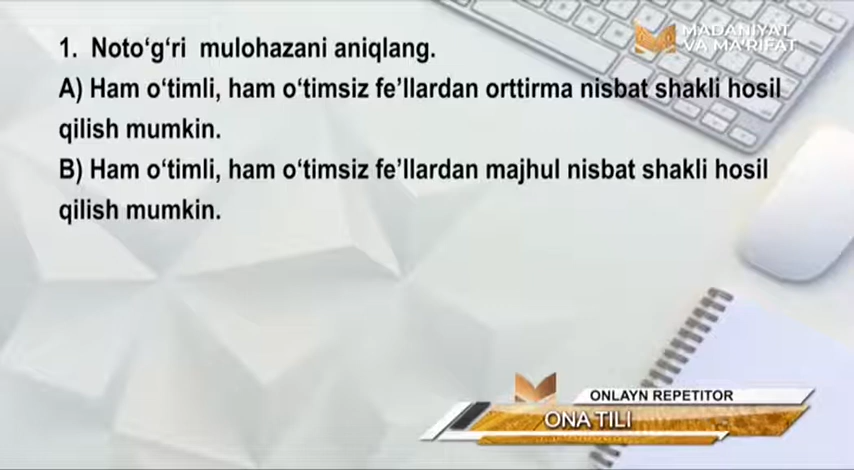 MADANIYAT
VA MA'RIFAT
1. Noto‘g‘ri mulohazani aniqlang.
A) Ham o‘timli, ham o‘timsiz fe’llardan orttirma nisbat shakli hosil
qilish mumkin.
B) Ham o‘timli, ham o‘timsiz fe’llardan majhul nisbat shakli hosil
qilish mumkin.
ONLAYN REPETITOR
ONA TILI